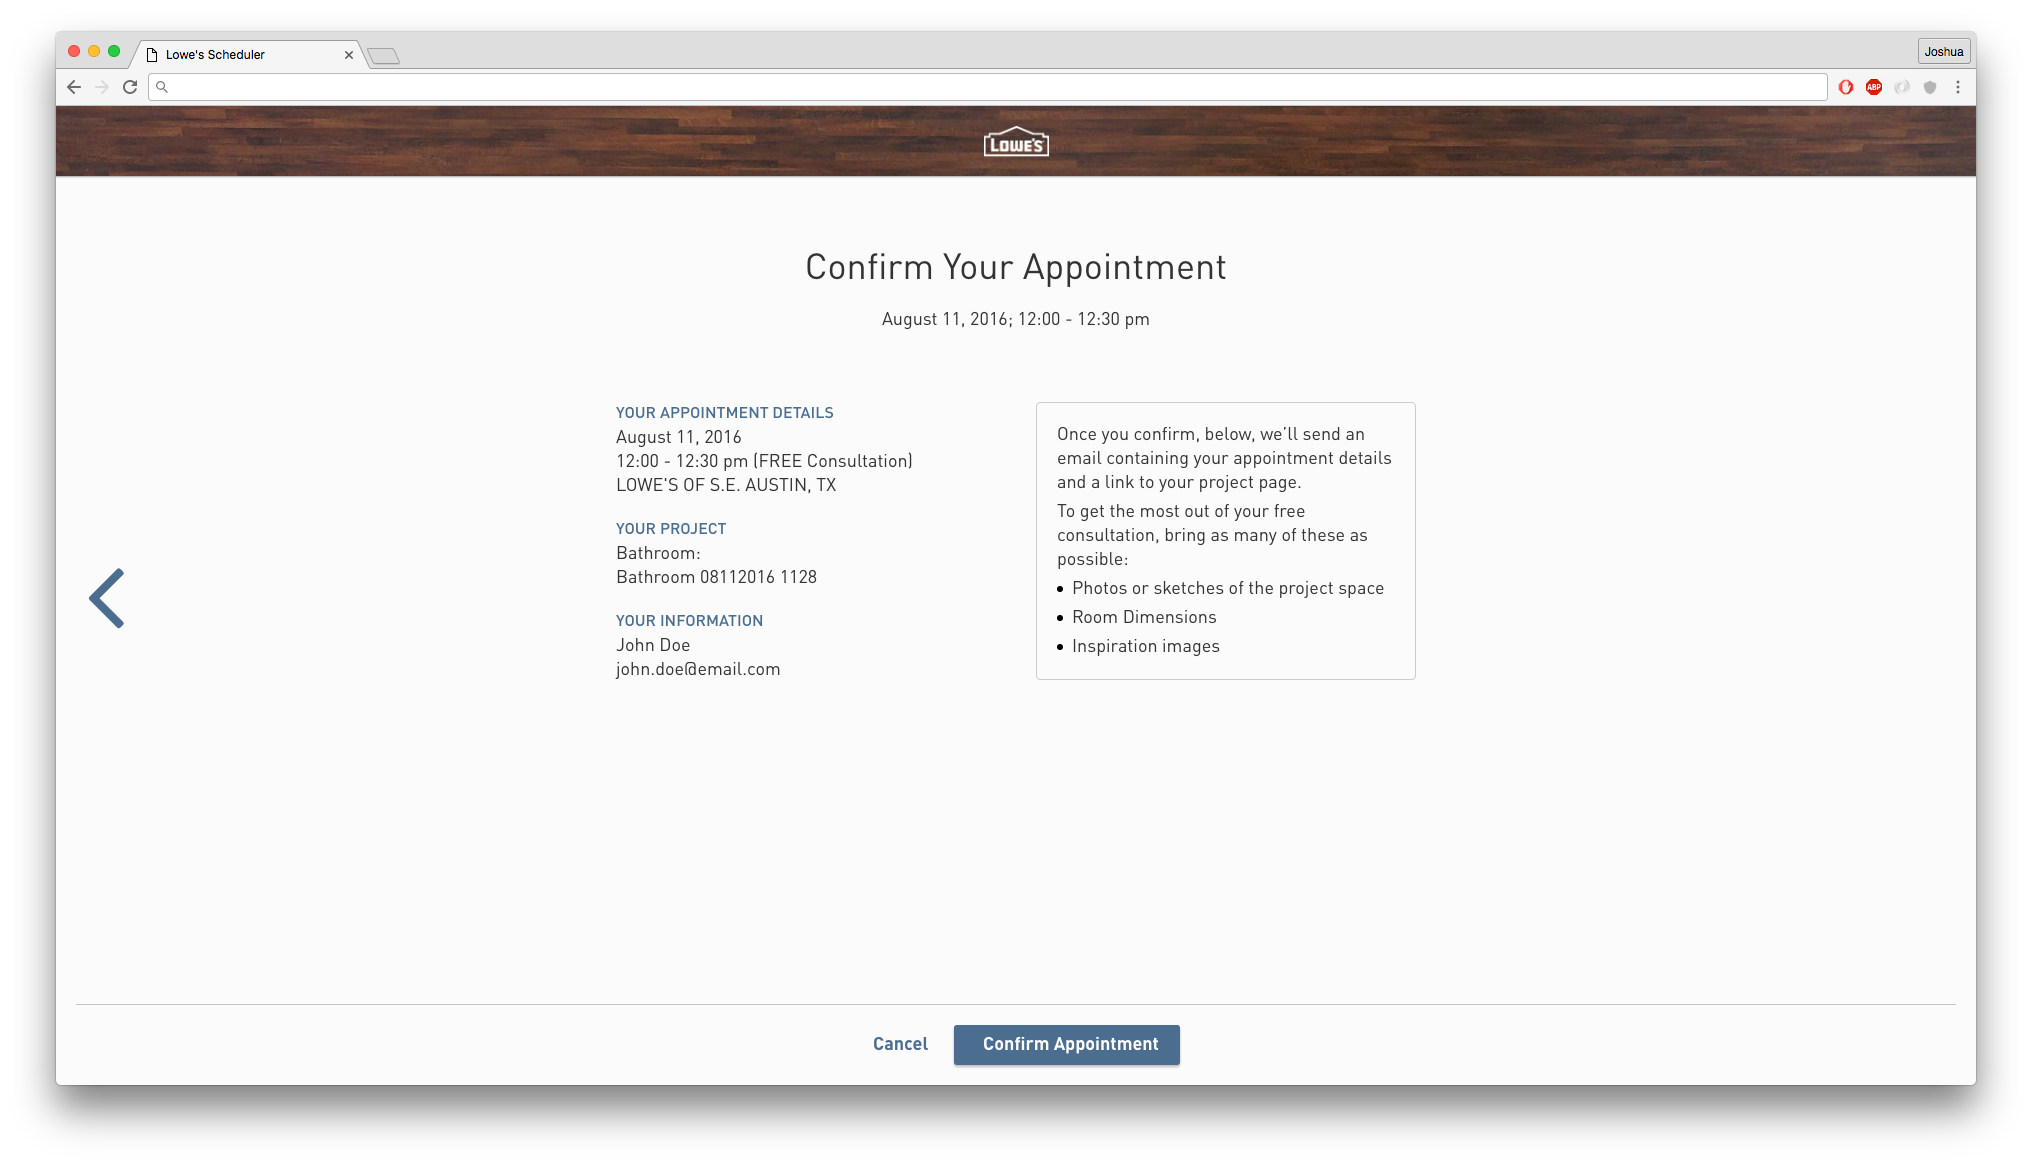 Lowe's Scheduler
Joshua
ABP
LOWE'S
Confirm Your Appointment
August 11, 2016; 12:00 - 12:30 pm
YOUR APPOINTMENT DETAILS
August 11, 2016
12:00 - 12:30 pm (FREE Consultation)
LOWE'S OF S.E. AUSTIN, TX
YOUR PROJECT
Bathroom:
Bathroom 08112016 1128
YOUR INFORMATION
John Doe
john.doe@email.com
Once you confirm, below, we’ll send an
email containing your appointment details
and a link to your project page.
To get the most out of your free
consultation, bring as many of these as
possible:
• Photos or sketches of the project space
• Room Dimensions
• Inspiration images
Cancel
Confirm Appointment